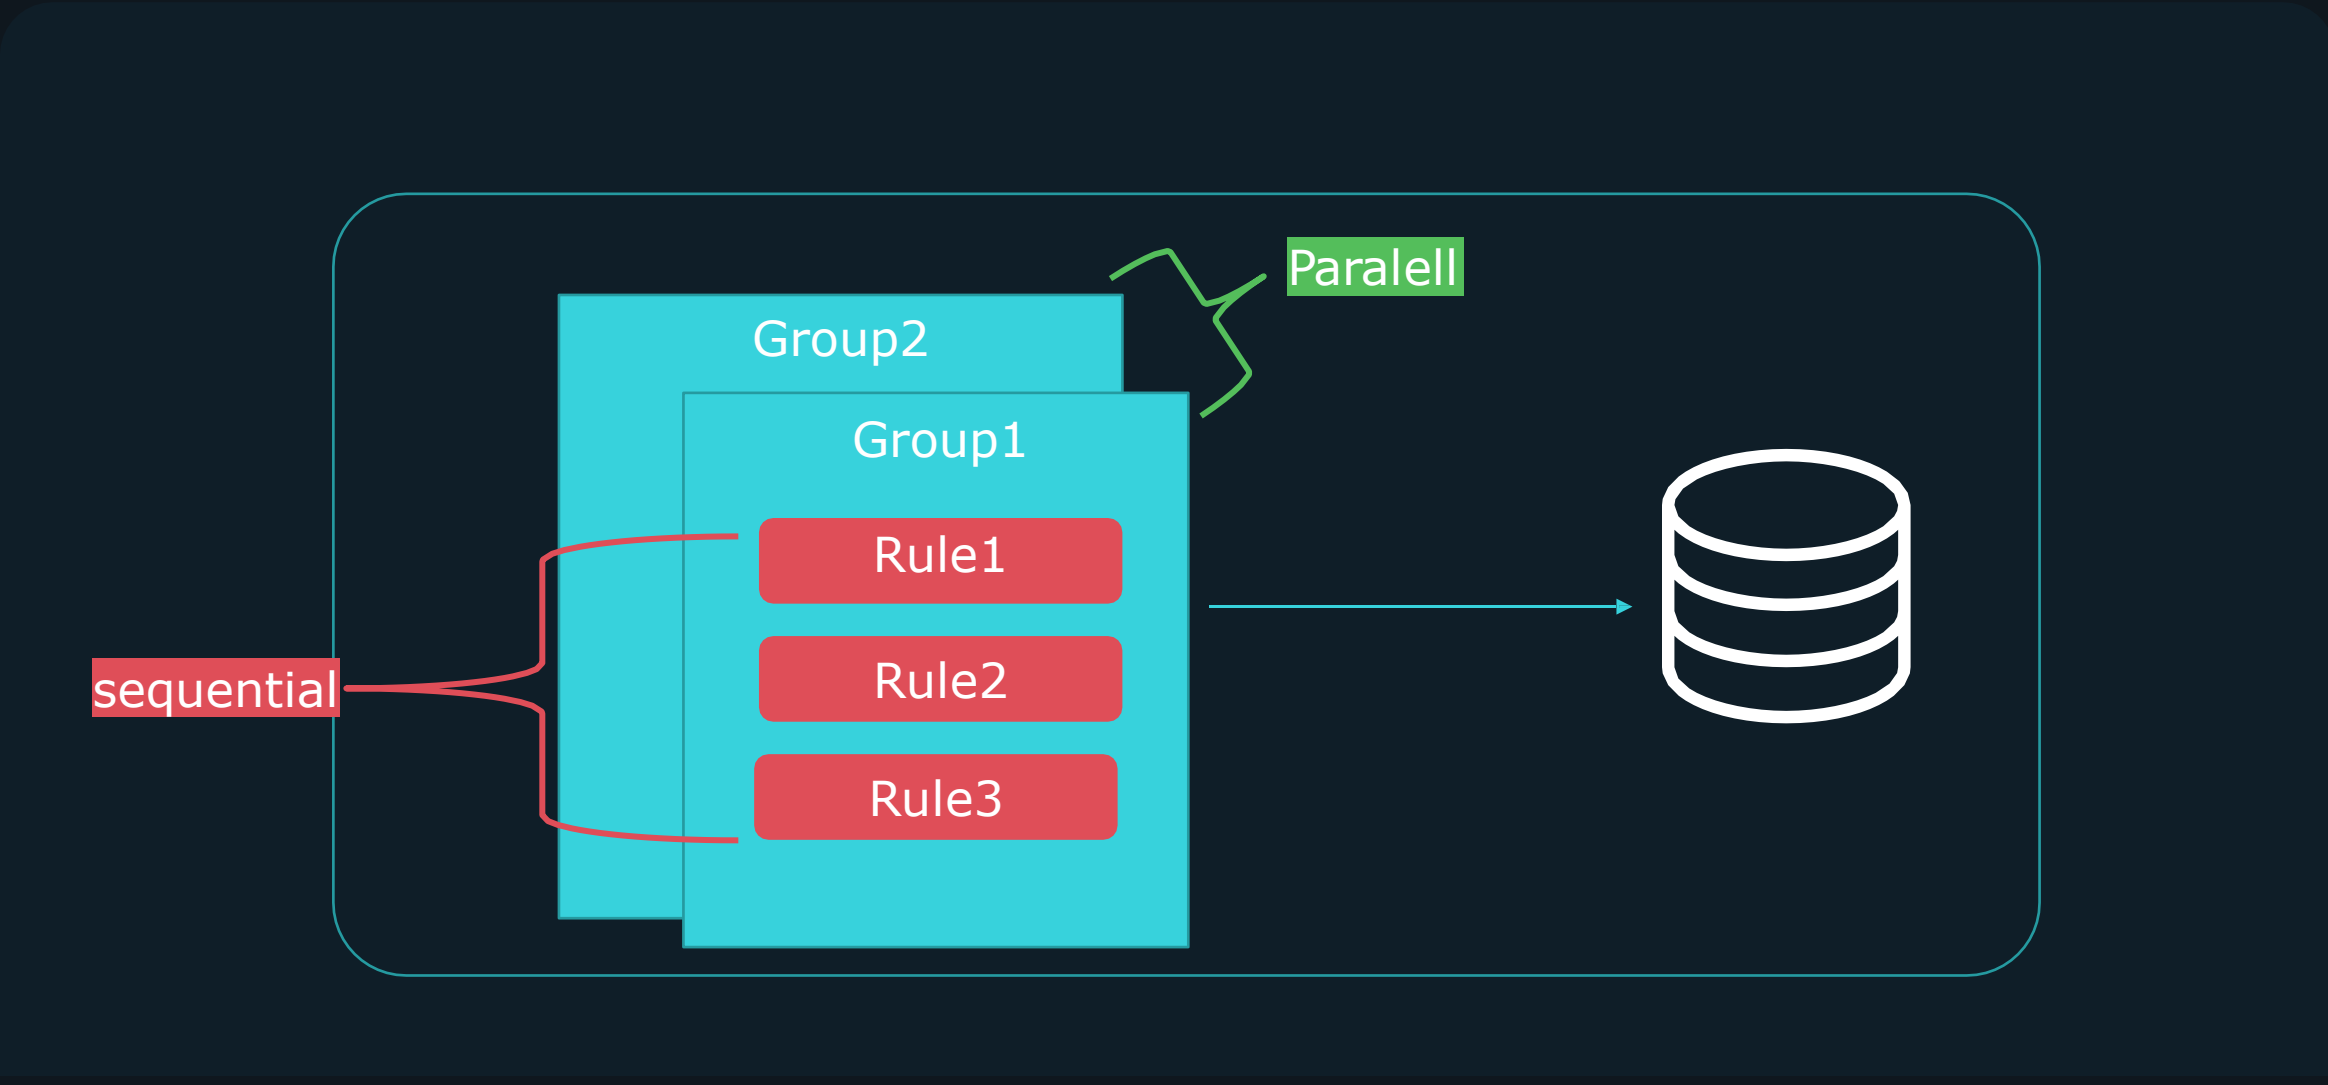 Paralell
Group2
Group1
Rule1
Rule2
sequential
Rule3